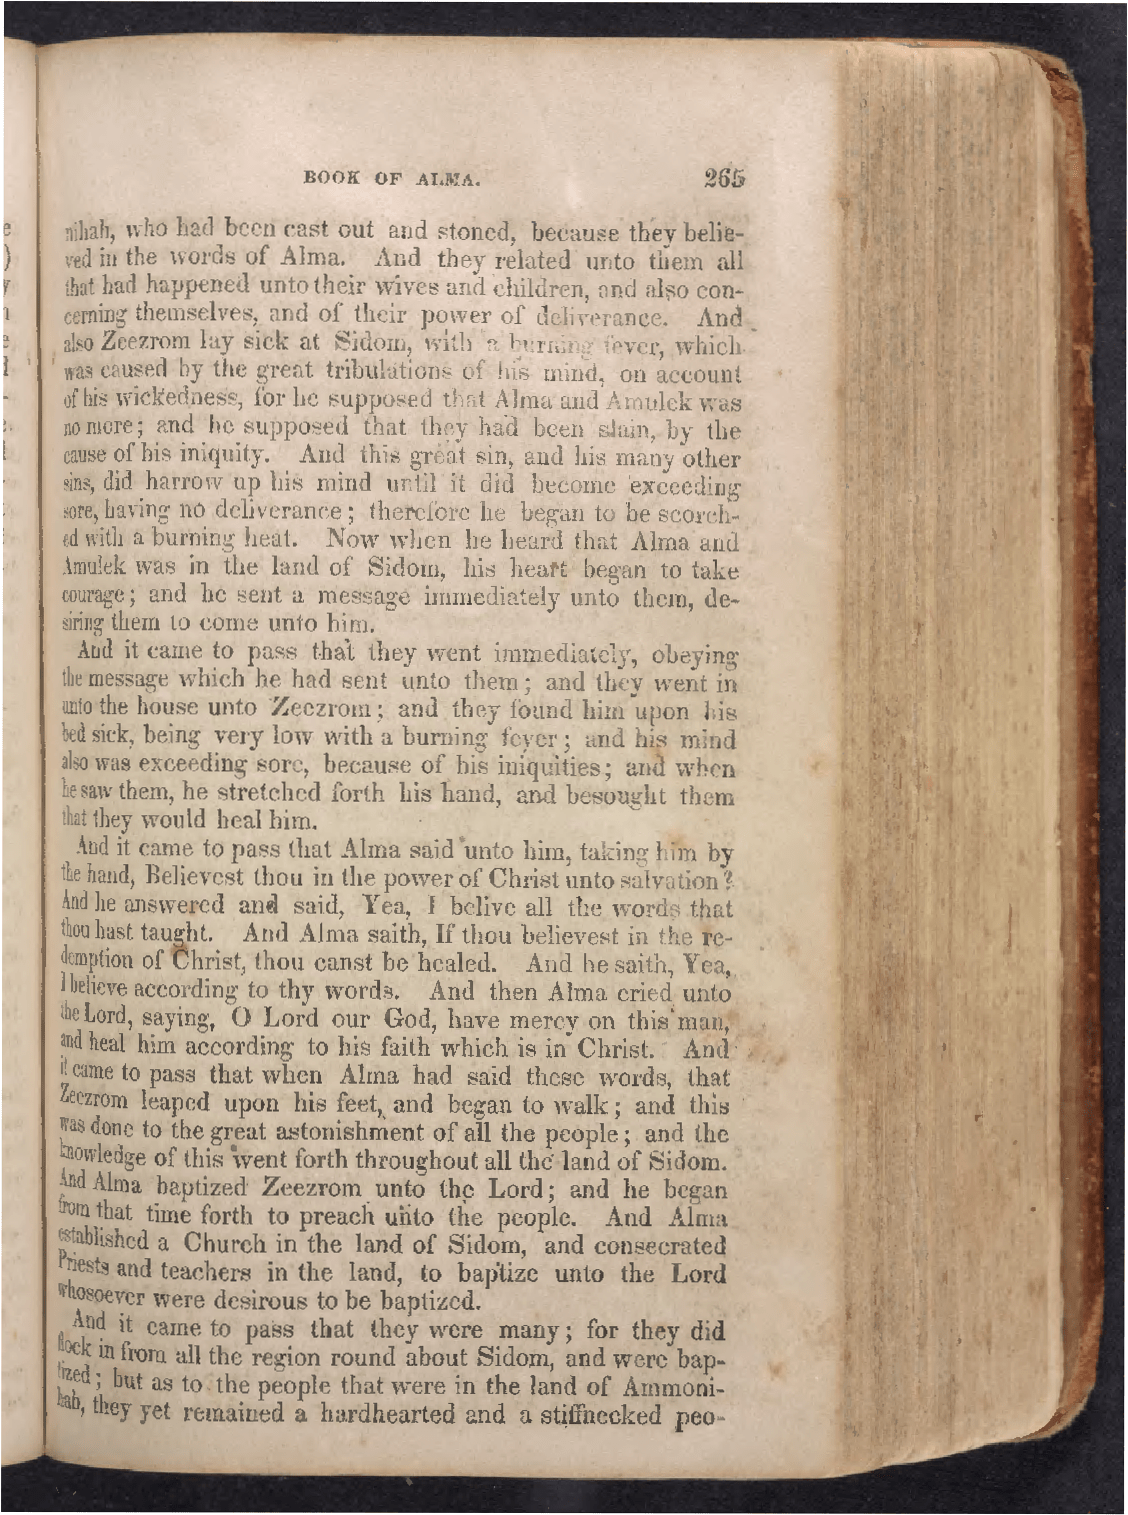 BOOK OF ALMA. 265
nihah, who had been cast out and stoned, because they belie-
ved in the words of Alma. And they related unto them all
that had happened unto their wives and children, and also con-
cerning themselves, and of their power of deliverance. And
also Zeezrom lay sick at Sidom, with a burning fever, which
was caused by the great tribulations of his mind, on account
of his wickedness, for he supposed that Alma and Amulek was
no more; and he supposed that they had been slain, by the
cause of his iniquity. And this great sin, and his many other
sins, did harrow up his mind until it did become exceeding
sore, having no deliverance; therefore he began to be scorch-
ed with a burning heat. Now when he heard that Alma and
Amulek was in the land of Sidom, his heart began to take
courage; and he sent a message immediately unto them, de-
siring them to come unto him.
And it came to pass that they went immediately, obeying
the message which he had sent unto them; and they went in
unto the house unto Zeezrom; and they found him upon his
bed sick, being very low with a burning fever; and his mind
also was exceeding sore, because of his iniquities; and when
he saw them, he stretched forth his hand, and besought them
that they would heal him.
And it came to pass that Alma said unto him, taking him by
the hand, Believest thou in the power of Christ unto salvation?
And he answered and said, Yea, I belive all the words that
thou hast taught. And Alma saith, If thou believest in the re-
demption of Christ, thou canst be healed. And he saith, Yea,
I believe according to thy words. And then Alma cried unto
the Lord, saying, O Lord our God, have mercy on this man,
and heal him according to his faith which is in Christ. And
it came to pass that when Alma had said these words, that
Zeezrom leaped upon his feet, and began to walk; and this
was done to the great astonishment of all the people; and the
knowledge of this went forth throughout all the land of Sidom.
And Alma baptized Zeezrom unto the Lord; and he began
from that time forth to preach unto the people. And Alma
established a Church in the land of Sidom, and consecrated
Priests and teachers in the land, to baptize unto the Lord
whosoever were desirous to be baptized.
And it came to pass that they were many; for they did
flock in from all the region round about Sidom, and were bap-
tized; but as to the people that were in the land of Ammoni-
hah, they yet remained a hardhearted and a stiffnecked peo-